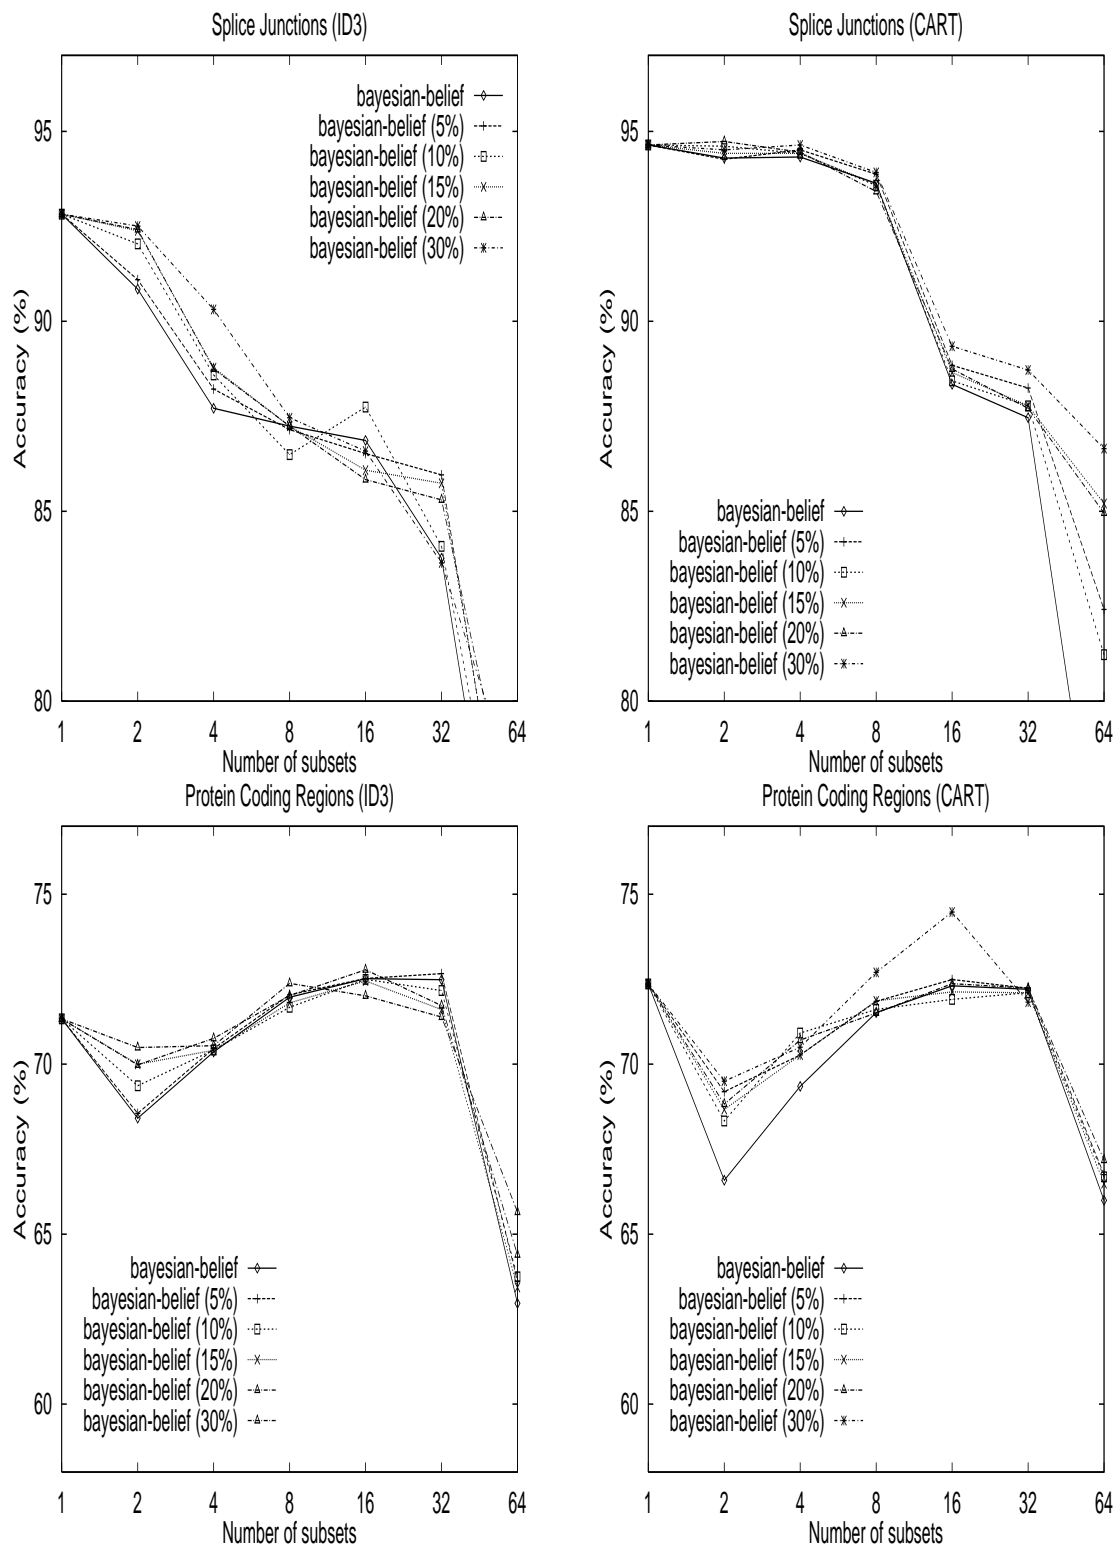 Splice Junctions (ID3)
bayesian-belief
bayesian-belief (5%)
bayesian-belief (10%)
bayesian-belief (15%)
bayesian-belief (20%)
bayesian-belief (30%)
95
90
85
80
Accuracy (%)
1 2 4 8 16 32 64
Number of subsets
Splice Junctions (CART)
95
90
85
80
Accuracy (%)
bayesian-belief
bayesian-belief (5%)
bayesian-belief (10%)
bayesian-belief (15%)
bayesian-belief (20%)
bayesian-belief (30%)
1 2 4 8 16 32 64
Number of subsets
Protein Coding Regions (ID3)
75
70
65
60
Accuracy (%)
bayesian-belief
bayesian-belief (5%)
bayesian-belief (10%)
bayesian-belief (15%)
bayesian-belief (20%)
bayesian-belief (30%)
1 2 4 8 16 32 64
Number of subsets
Protein Coding Regions (CART)
75
70
65
60
Accuracy (%)
bayesian-belief
bayesian-belief (5%)
bayesian-belief (10%)
bayesian-belief (15%)
bayesian-belief (20%)
bayesian-belief (30%)
1 2 4 8 16 32 64
Number of subsets